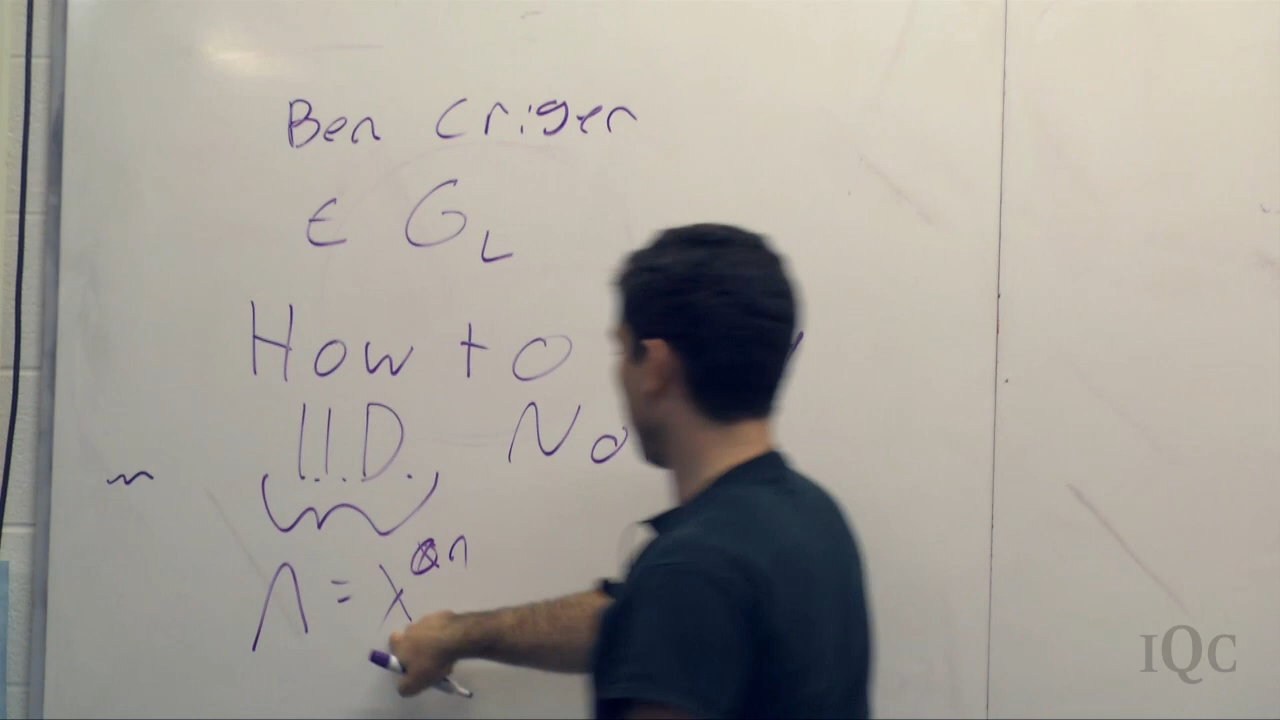 Ben Criger
∈ G_L
How to
I.I.D. No
~
Λ = λ^⊗n
IQC